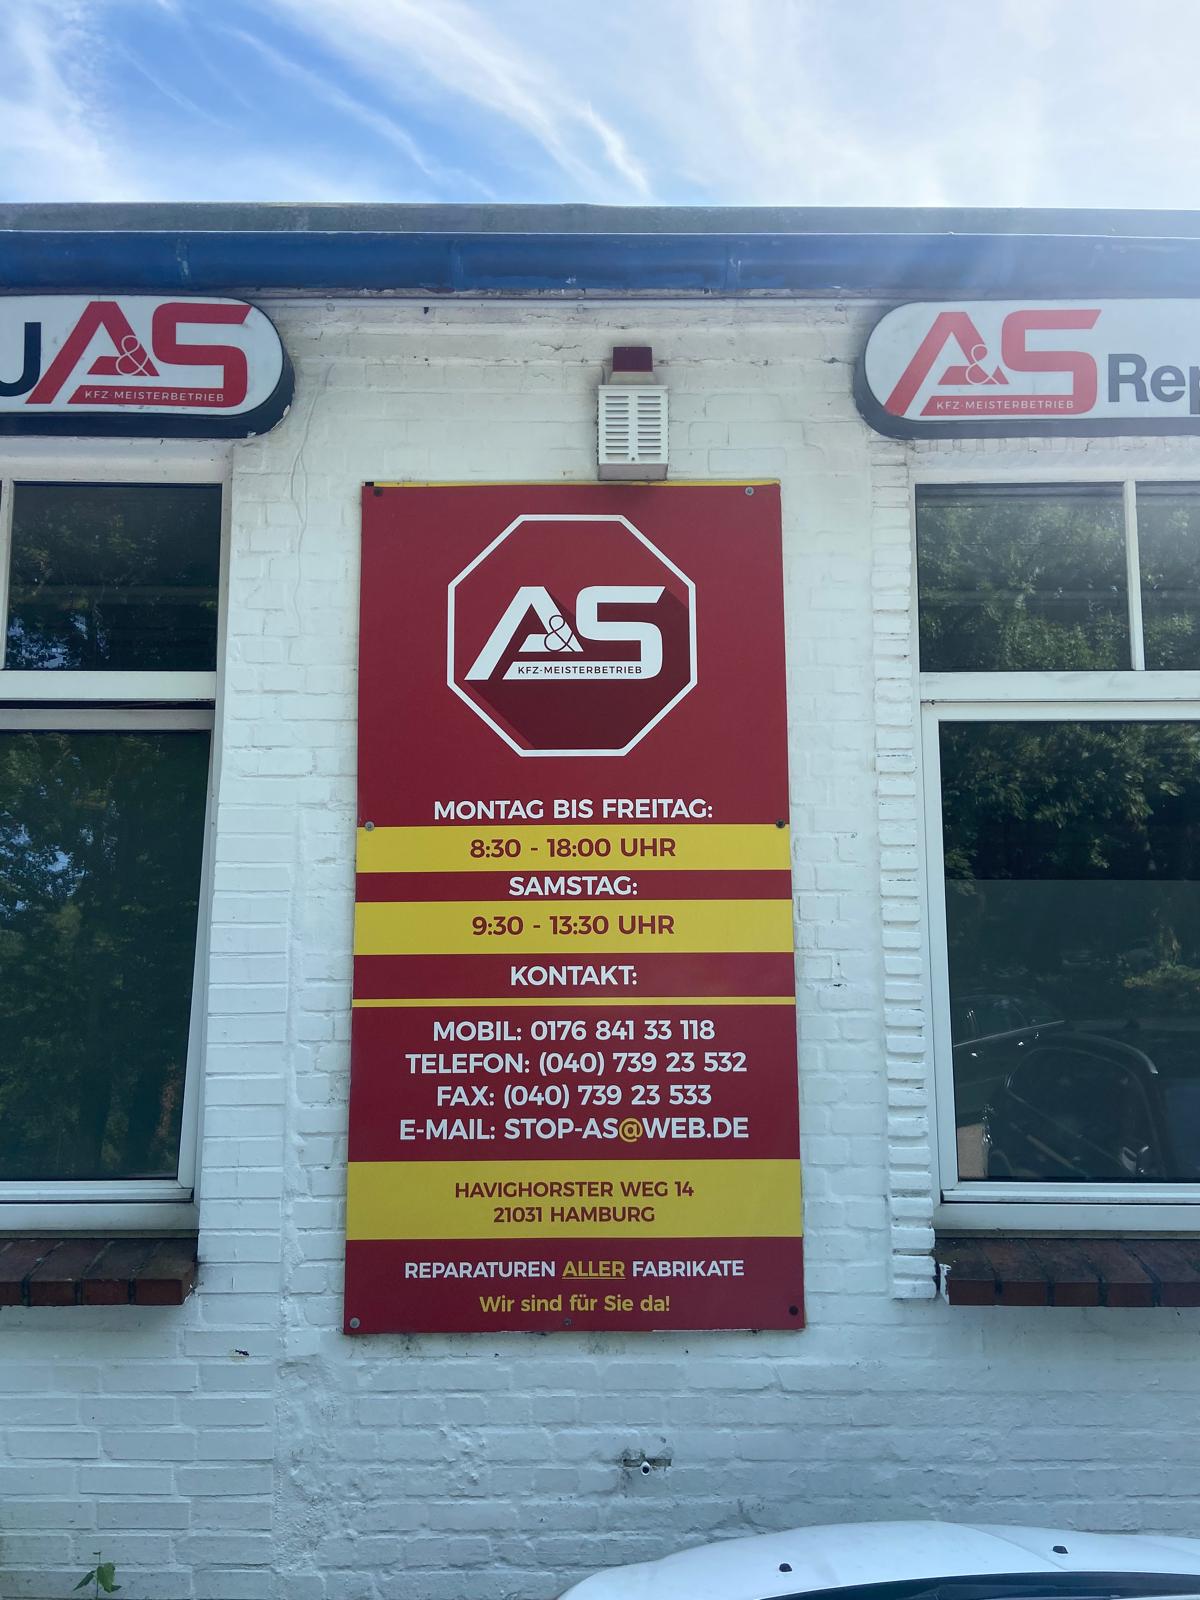 U A&S
KFZ-MEISTERBETRIEB
A&S Rep
KFZ-MEISTERBETRIEB
A&S
KFZ-MEISTERBETRIEB
MONTAG BIS FREITAG:
8:30 - 18:00 UHR
SAMSTAG:
9:30 - 13:30 UHR
KONTAKT:
MOBIL: 0176 841 33 118
TELEFON: (040) 739 23 532
FAX: (040) 739 23 533
E-MAIL: STOP-AS@WEB.DE
HAVIGHORSTER WEG 14
21031 HAMBURG
REPARATUREN ALLER FABRIKATE
Wir sind für Sie da!